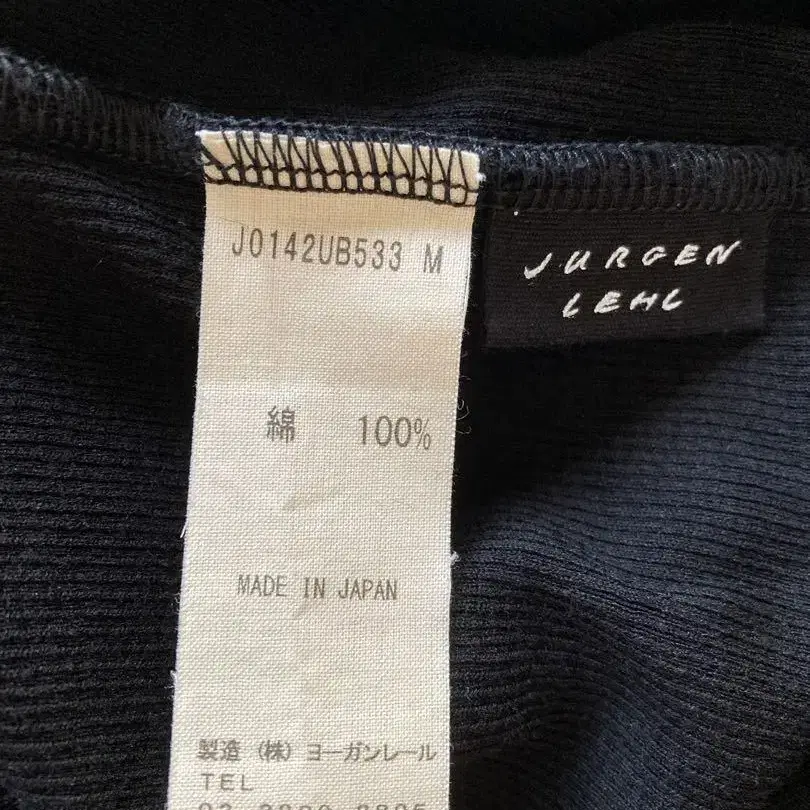 J0142UB533 M
JURGEN
LEHL
綿 100%
MADE IN JAPAN
製造 (株) ヨーガンレール
TEL